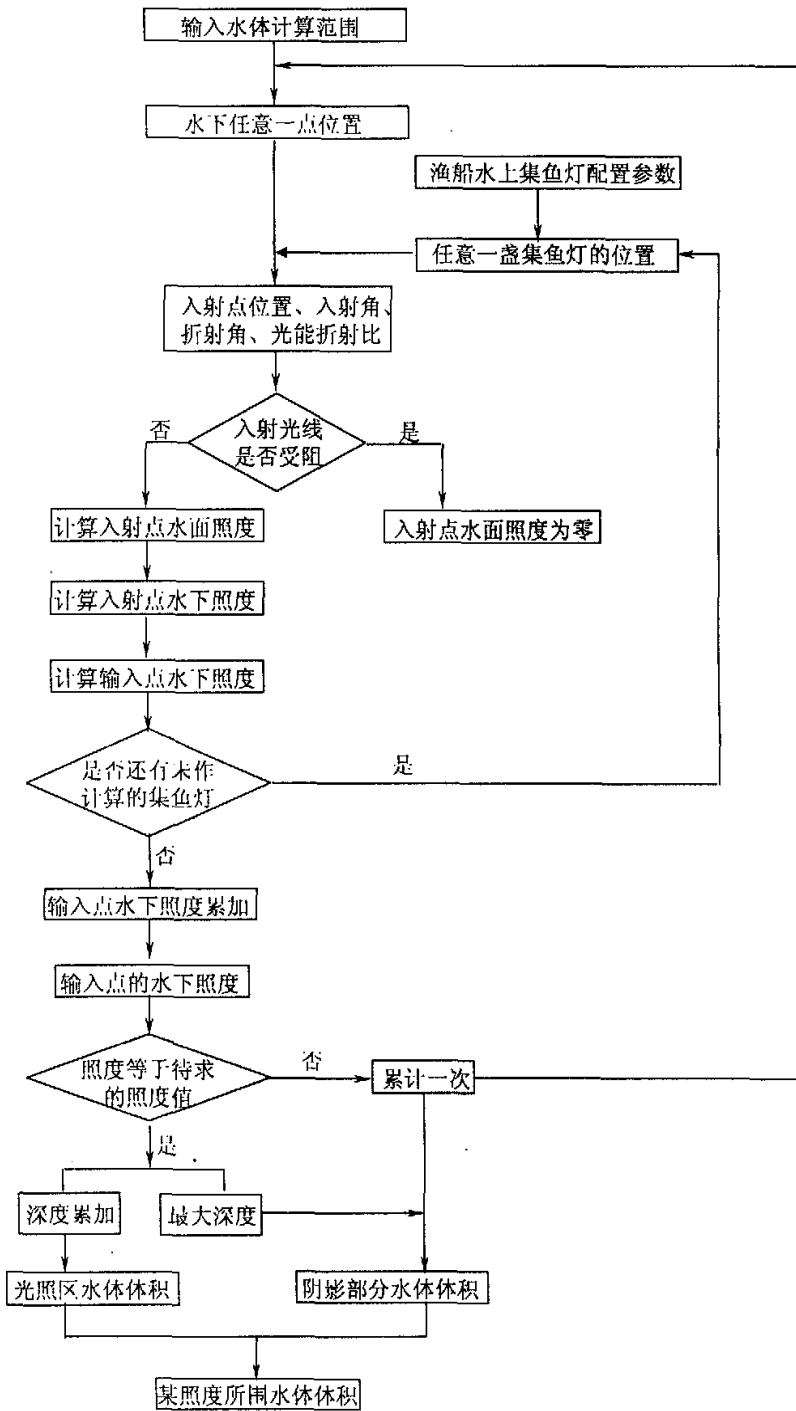 输入水体计算范围
水下任意一点位置
渔船水上集鱼灯配置参数
任意一盏集鱼灯的位置
入射点位置、入射角、
折射角、光能折射比
入射光线
是否受阻
否
是
计算入射点水面照度
入射点水面照度为零
计算入射点水下照度
计算输入点水下照度
是否还有未作
计算的集鱼灯
是
否
输入点水下照度累加
输入点的水下照度
照度等于待求
的照度值
否
累计一次
是
深度累加
最大深度
光照区水体体积
阴影部分水体体积
某照度所围水体体积